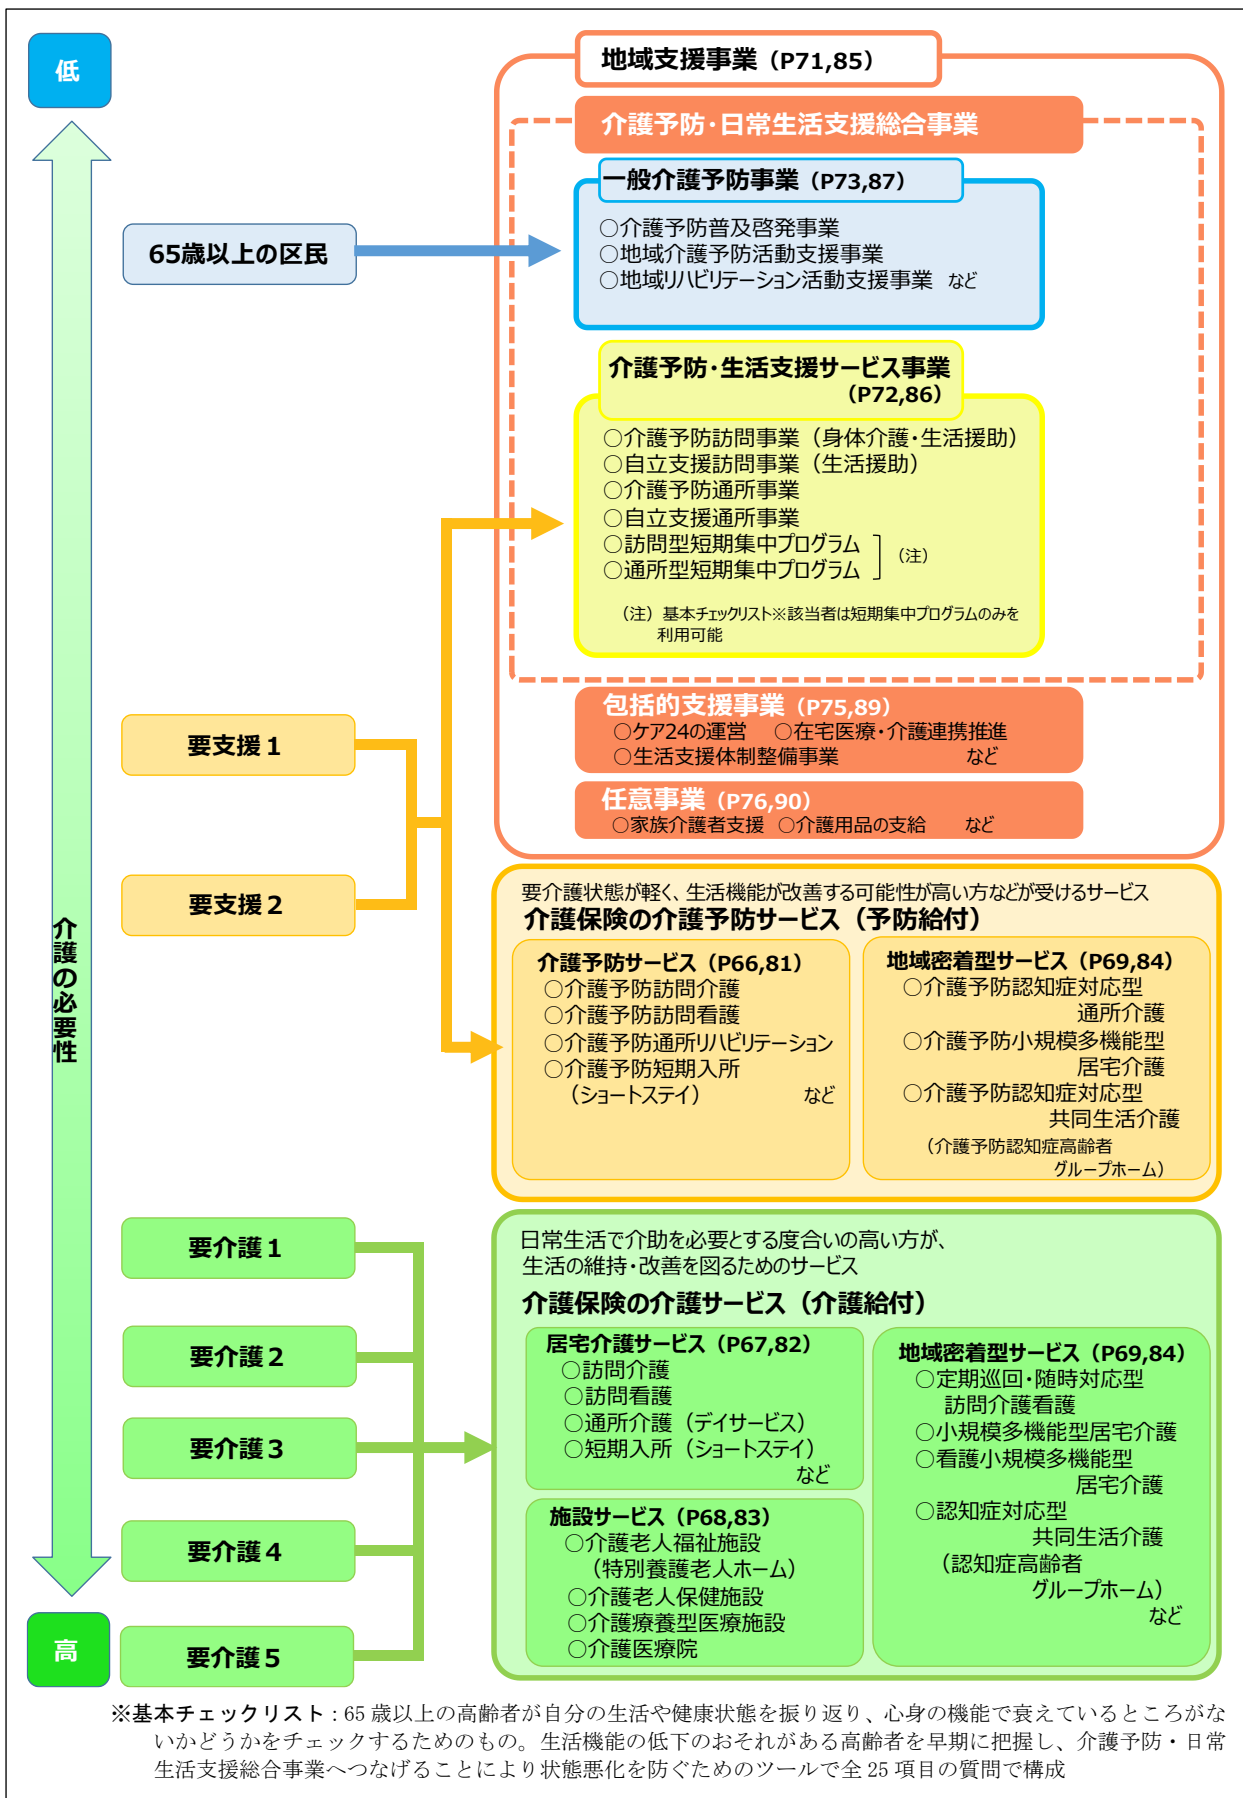 低
地域支援事業（P71,85）
介護予防・日常生活支援総合事業
一般介護予防事業（P73,87）
○介護予防普及啓発事業
○地域介護予防活動支援事業
○地域リハビリテーション活動支援事業　など
65歳以上の区民
介護予防・生活支援サービス事業
（P72,86）
○介護予防訪問事業（身体介護・生活援助）
○自立支援訪問事業（生活援助）
○介護予防通所事業
○自立支援通所事業
○訪問型短期集中プログラム
○通所型短期集中プログラム
（注）
（注）基本チェックリスト※該当者は短期集中プログラムのみを
利用可能
包括的支援事業（P75,89）
○ケア24の運営　○在宅医療・介護連携推進
○生活支援体制整備事業　など
任意事業（P76,90）
○家族介護者支援　○介護用品の支給　など
要支援１
要支援２
介護の必要性
要介護状態が軽く、生活機能が改善する可能性が高い方などが受けるサービス
介護保険の介護予防サービス（予防給付）
介護予防サービス（P66,81）
○介護予防訪問介護
○介護予防訪問看護
○介護予防通所リハビリテーション
○介護予防短期入所
（ショートステイ）　など
地域密着型サービス（P69,84）
○介護予防認知症対応型
通所介護
○介護予防小規模多機能型
居宅介護
○介護予防認知症対応型
共同生活介護
（介護予防認知症高齢者
グループホーム）
要介護１
要介護２
要介護３
要介護４
要介護５
高
日常生活で介助を必要とする度合いの高い方が、
生活の維持・改善を図るためのサービス
介護保険の介護サービス（介護給付）
居宅介護サービス（P67,82）
○訪問介護
○訪問看護
○通所介護（デイサービス）
○短期入所（ショートステイ）
など
施設サービス（P68,83）
○介護老人福祉施設
（特別養護老人ホーム）
○介護老人保健施設
○介護療養型医療施設
○介護医療院
地域密着型サービス（P69,84）
○定期巡回・随時対応型
訪問介護看護
○小規模多機能型居宅介護
○看護小規模多機能型
居宅介護
○認知症対応型
共同生活介護
（認知症高齢者
グループホーム）
など
※基本チェックリスト：65歳以上の高齢者が自分の生活や健康状態を振り返り、心身の機能で衰えているところがな
いかどうかをチェックするためのもの。生活機能の低下のおそれがある高齢者を早期に把握し、介護予防・日常
生活支援総合事業へつなげることにより状態悪化を防ぐためのツールで全25項目の質問で構成